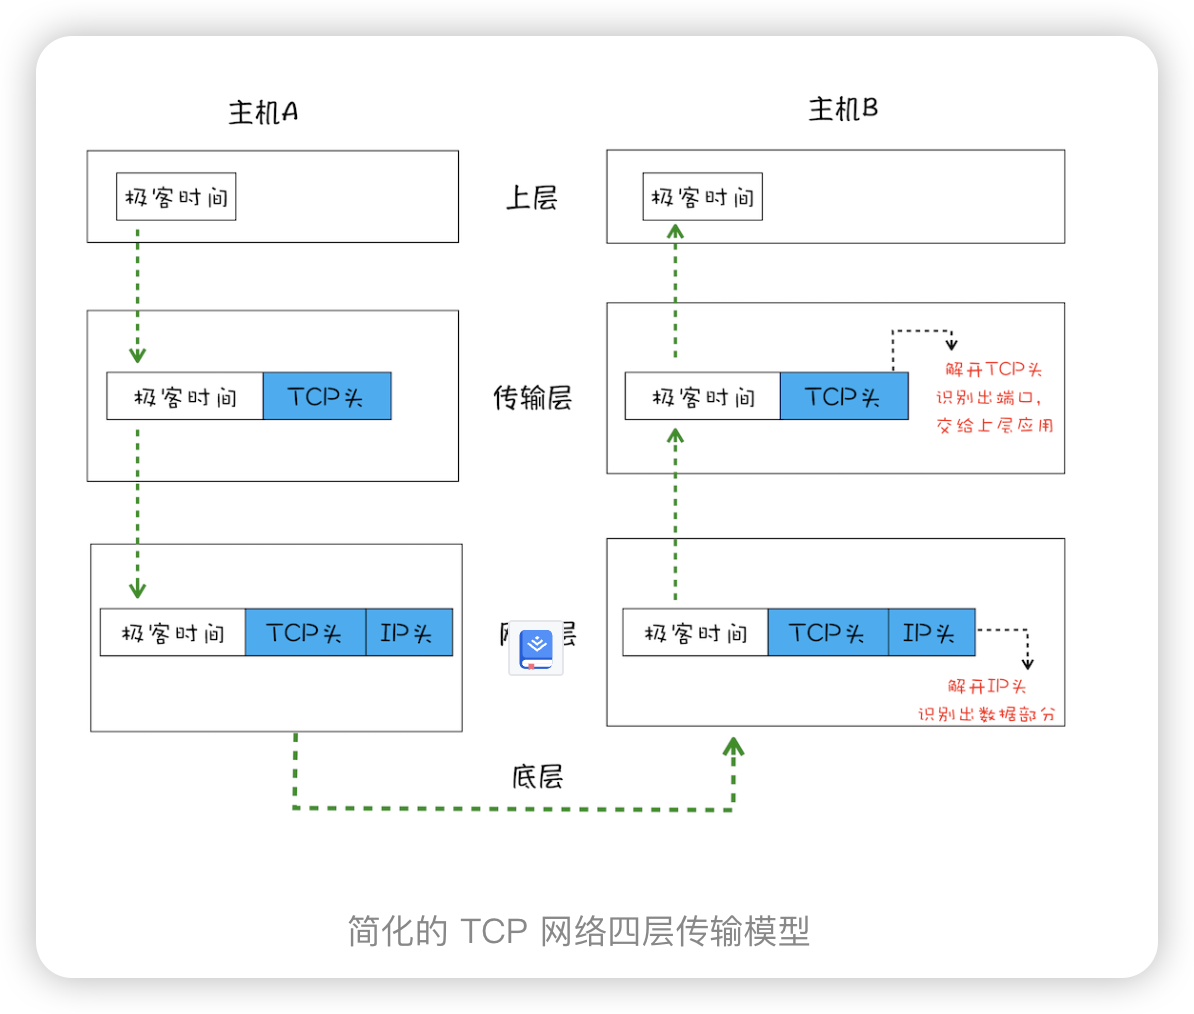 主机A
主机B
极客时间
上层
极客时间
极客时间
TCP头
传输层
极客时间
TCP头
解开TCP头
识别出端口，
交给上层应用
极客时间
TCP头
IP头
层
极客时间
TCP头
IP头
解开IP头
识别出数据部分
底层
简化的 TCP 网络四层传输模型